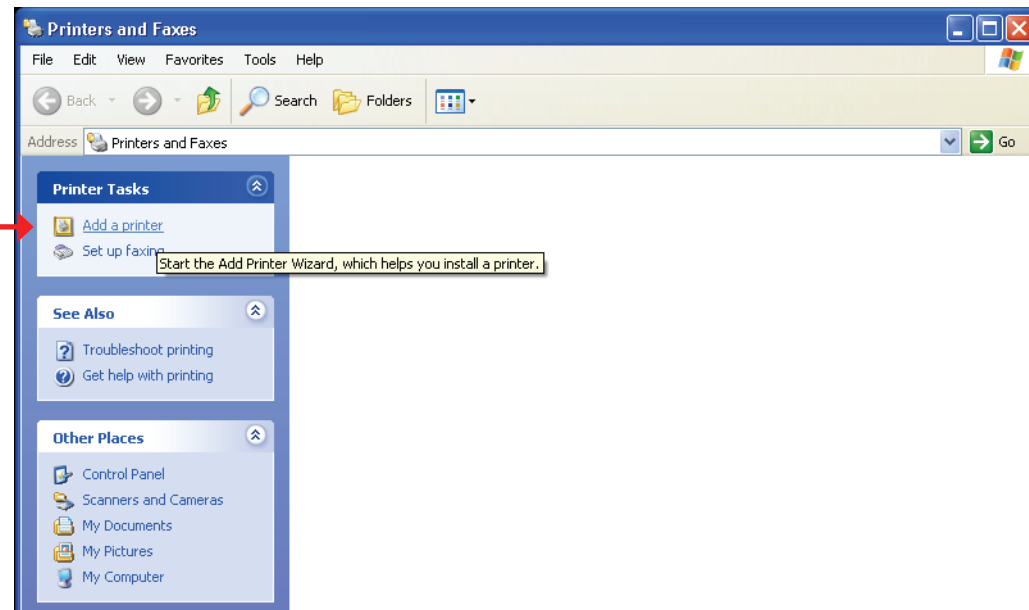 Printers and Faxes
File Edit View Favorites Tools Help
Back Search Folders
Address Printers and Faxes Go
Printer Tasks
Add a printer
Set up faxing
Start the Add Printer Wizard, which helps you install a printer.
See Also
Troubleshoot printing
Get help with printing
Other Places
Control Panel
Scanners and Cameras
My Documents
My Pictures
My Computer